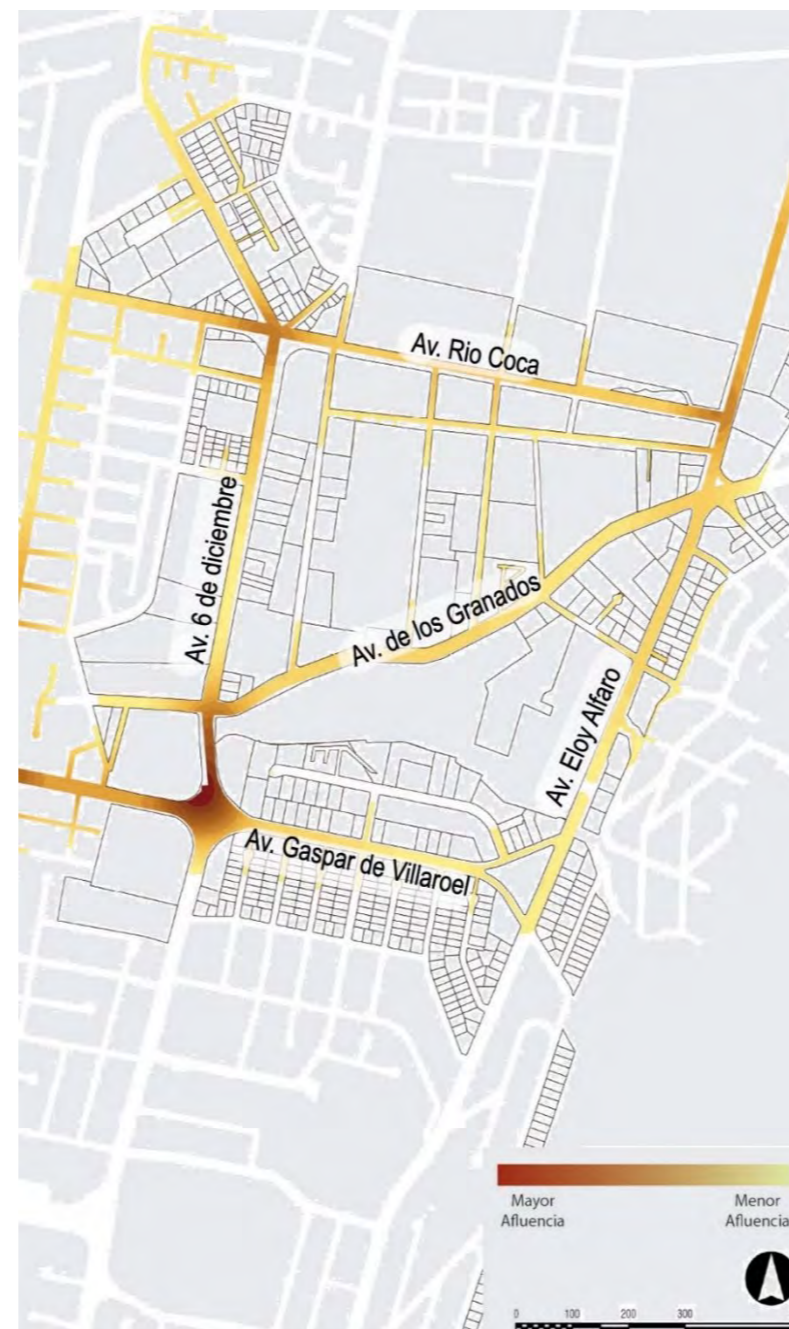 Av. Rio Coca
Av. 6 de diciembre
Av. de los Granados
Av. Eloy Alfaro
Av. Gaspar de Villaroel
Mayor
Afluencia
Menor
Afluencia
0 100 200 300